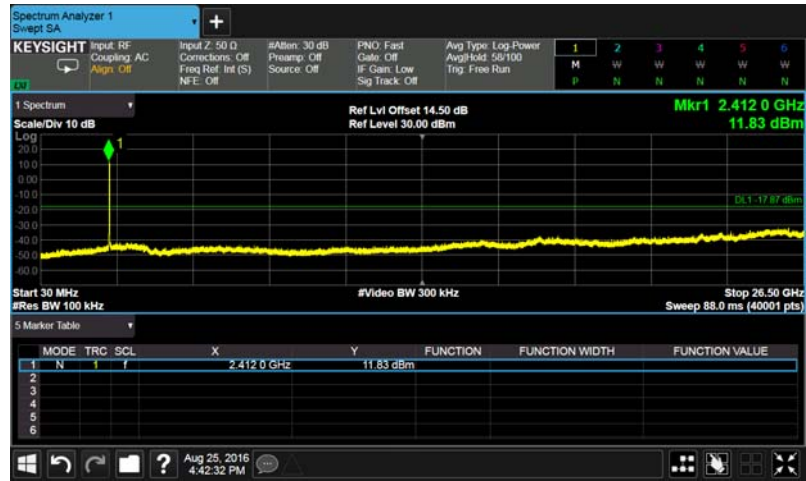 Spectrum Analyzer 1
Swept SA
KEYSIGHT
Input: RF
Coupling: AC
Align: Off
Input Z: 50 Ω
Corrections: Off
Freq Ref: Int (S)
NFE: Off
#Atten: 30 dB
Preamp: Off
Source: Off
PNO: Fast
Gate: Off
IF Gain: Low
Sig Track: Off
Avg Type: Log-Power
Avg|Hold: 58/100
Trig: Free Run
1 2 3 4 5 6
M W W W W W
P N N N N N
1 Spectrum
Scale/Div 10 dB
Ref Lvl Offset 14.50 dB
Ref Level 30.00 dBm
Mkr1 2.412 0 GHz
11.83 dBm
Log
1
20.0
10.0
0.00
-10.0
DL1 -17.87 dBm
-20.0
-30.0
-40.0
-50.0
-60.0
Start 30 MHz
#Res BW 100 kHz
#Video BW 300 kHz
Stop 26.50 GHz
Sweep 88.0 ms (40001 pts)
5 Marker Table
MODE TRC SCL X Y FUNCTION FUNCTION WIDTH FUNCTION VALUE
1 N 1 f 2.412 0 GHz 11.83 dBm
2
3
4
5
6
? Aug 25, 2016
4:42:32 PM